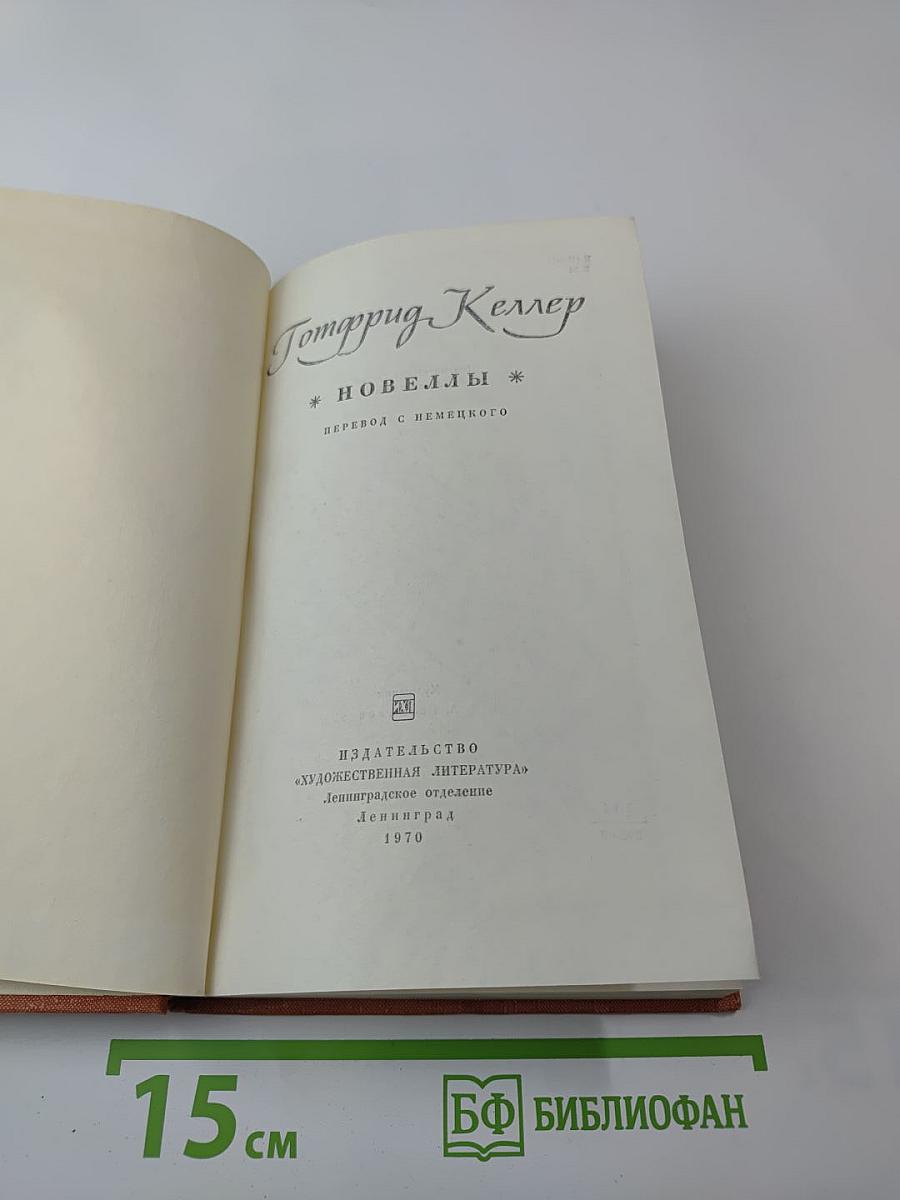 Готфрид Келлер
* НОВЕЛЛЫ *
ПЕРЕВОД С НЕМЕЦКОГО
ИЗДАТЕЛЬСТВО
«ХУДОЖЕСТВЕННАЯ ЛИТЕРАТУРА»
Ленинградское отделение
Ленинград
1970
15 см
БФ БИБЛИОФАН